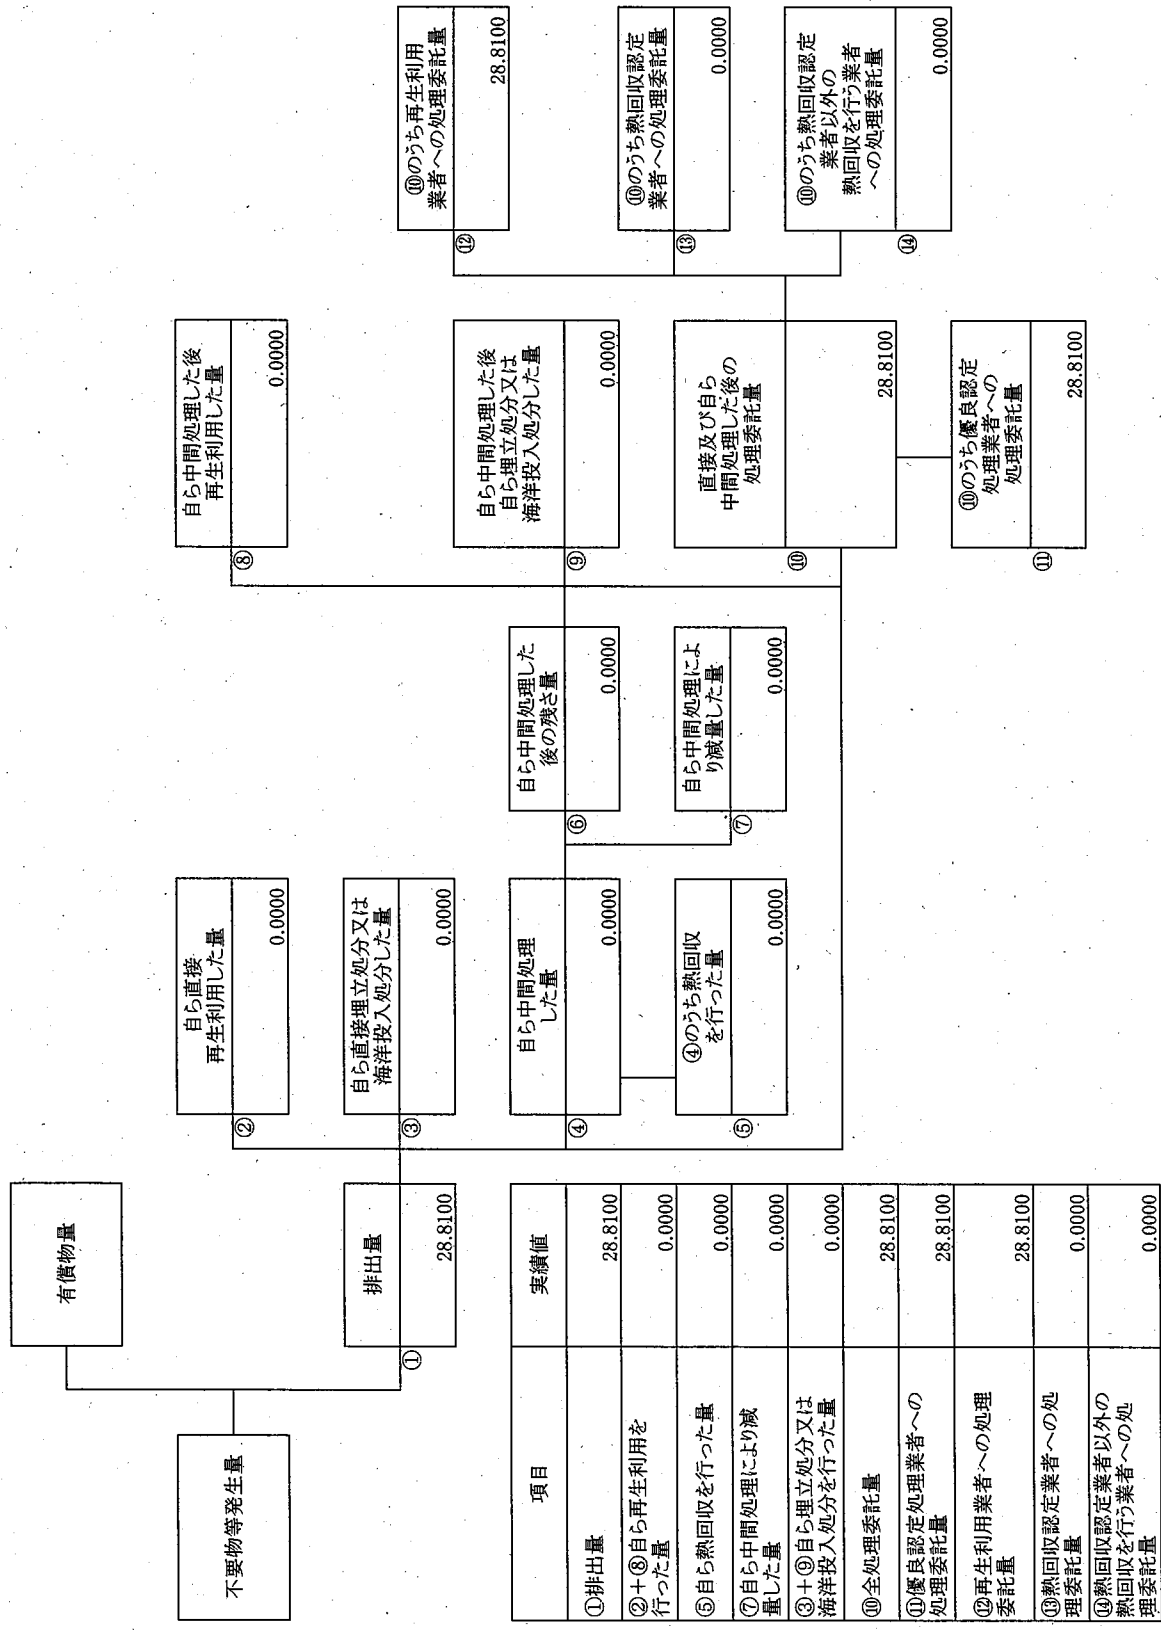 有償物量
不要物等発生量
排出量
①
28.8100
自ら直接
再生利用した量
②
0.0000
自ら直接埋立処分又は
海洋投入処分した量
③
0.0000
自ら中間処理
した量
④
0.0000
④のうち熱回収
を行った量
⑤
0.0000
自ら中間処理した
後の残さ量
⑥
0.0000
自ら中間処理によ
り減量した量
⑦
0.0000
自ら中間処理した後
再生利用した量
⑧
0.0000
自ら中間処理した後
自ら埋立処分又は
海洋投入処分した量
⑨
0.0000
直接及び自ら
中間処理した後の
処理委託量
⑩
28.8100
⑩のうち優良認定
処理業者への
処理委託量
⑪
28.8100
⑩のうち再生利用
業者への処理委託量
⑫
28.8100
⑩のうち熱回収認定
業者への処理委託量
⑬
0.0000
⑩のうち熱回収認定
業者以外の
熱回収を行う業者
への処理委託量
⑭
0.0000
項目 実績値
①排出量 28.8100
②+⑧自ら再生利用を
行った量 0.0000
⑤自ら熱回収を行った量 0.0000
⑦自ら中間処理により減
量した量 0.0000
③+⑨自ら埋立処分又は
海洋投入処分を行った量 0.0000
⑩全処理委託量 28.8100
⑪優良認定処理業者への
処理委託量 28.8100
⑫再生利用業者への処理
委託量 28.8100
⑬熱回収認定業者への処
理委託量 0.0000
⑭熱回収認定業者以外の
熱回収を行う業者への処
理委託量 0.0000